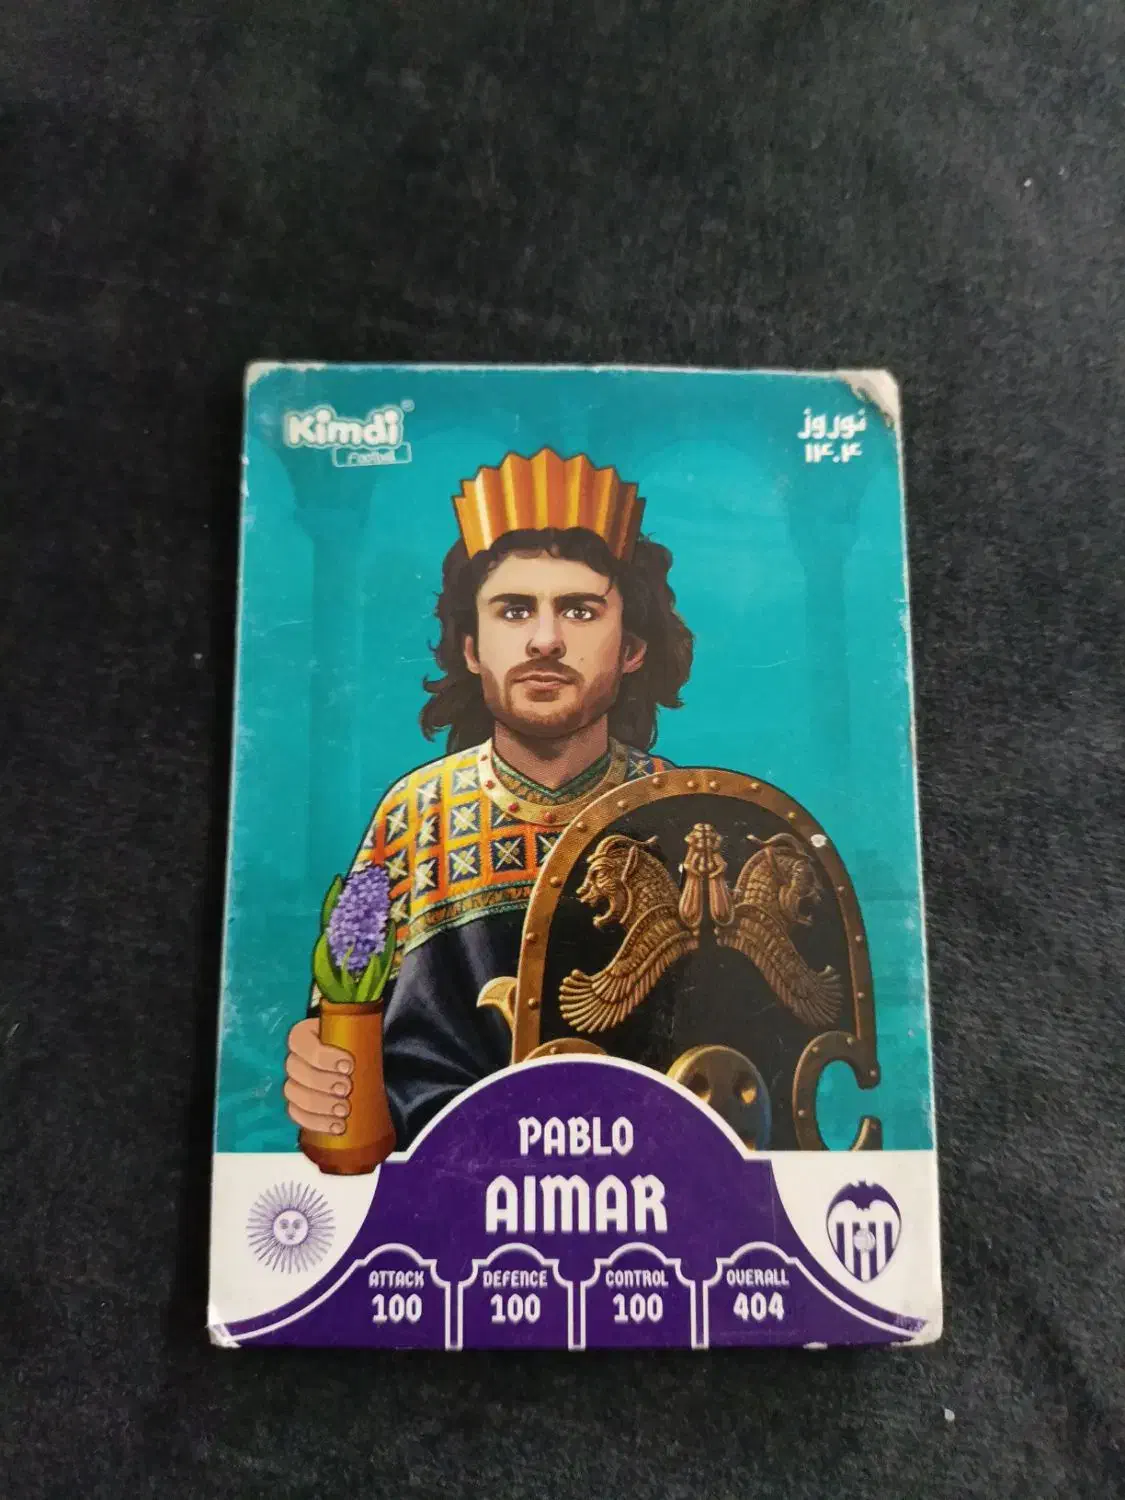 Kimdi®
Football
نوروز
۱۴۰۴
PABLO
AIMAR
ATTACK
100
DEFENCE
100
CONTROL
100
OVERALL
404